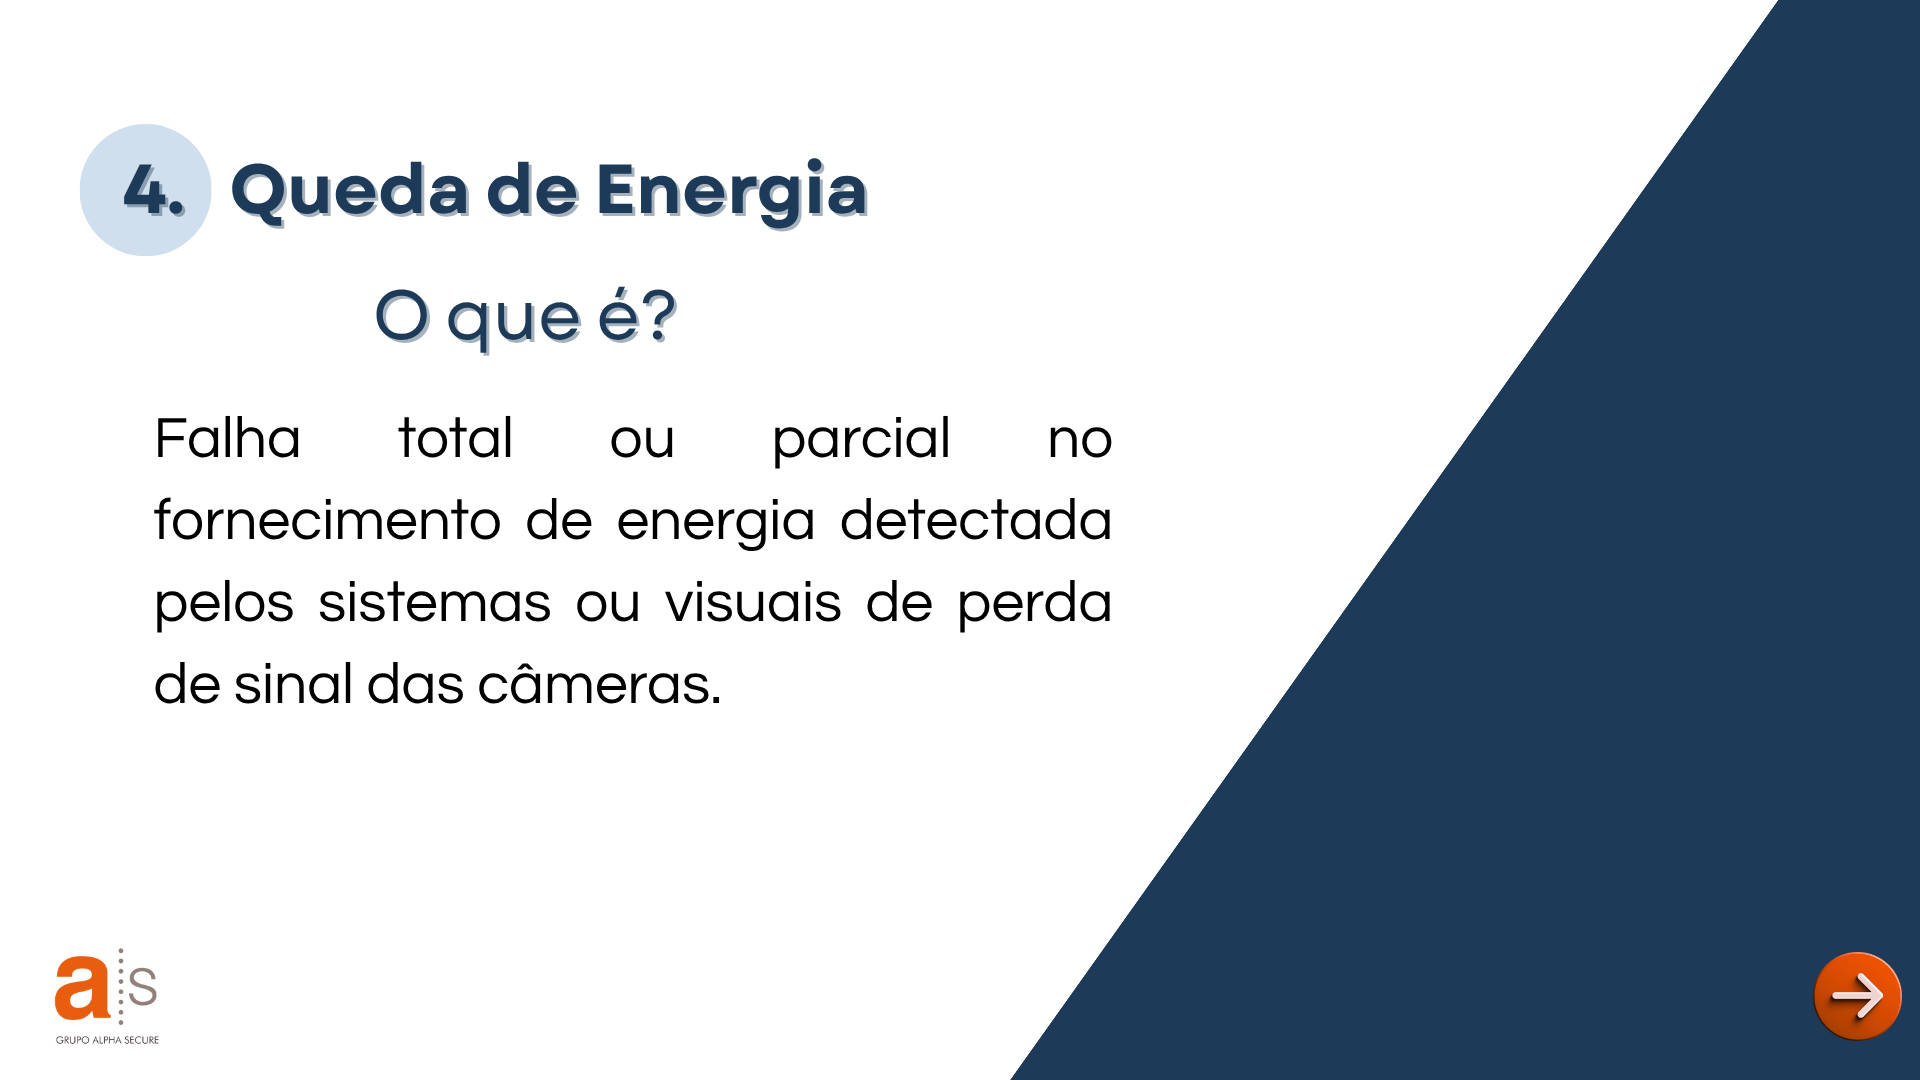 4. Queda de Energia
O que é?
Falha total ou parcial no
fornecimento de energia detectada
pelos sistemas ou visuais de perda
de sinal das câmeras.
a s
GRUPO ALPHA SECURE